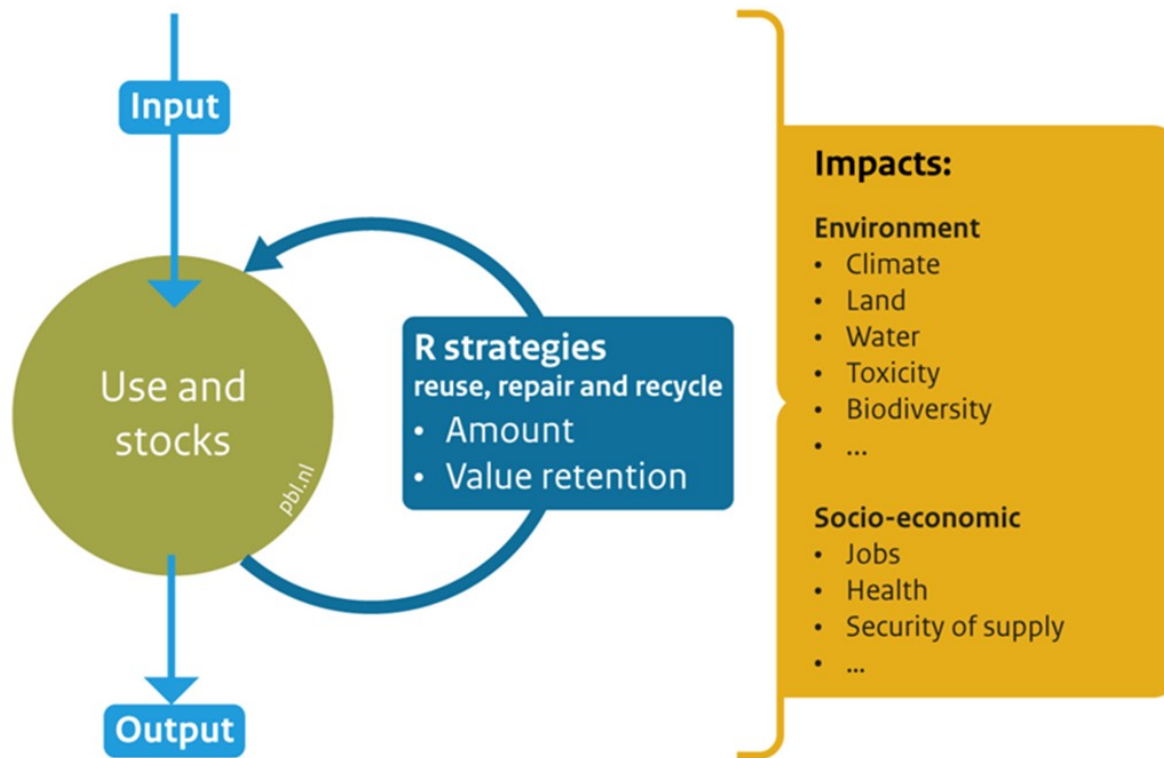 Input
Use and
stocks
pbl.nl
Output
R strategies
reuse, repair and recycle
• Amount
• Value retention
Impacts:
Environment
• Climate
• Land
• Water
• Toxicity
• Biodiversity
• ...
Socio-economic
• Jobs
• Health
• Security of supply
• ...